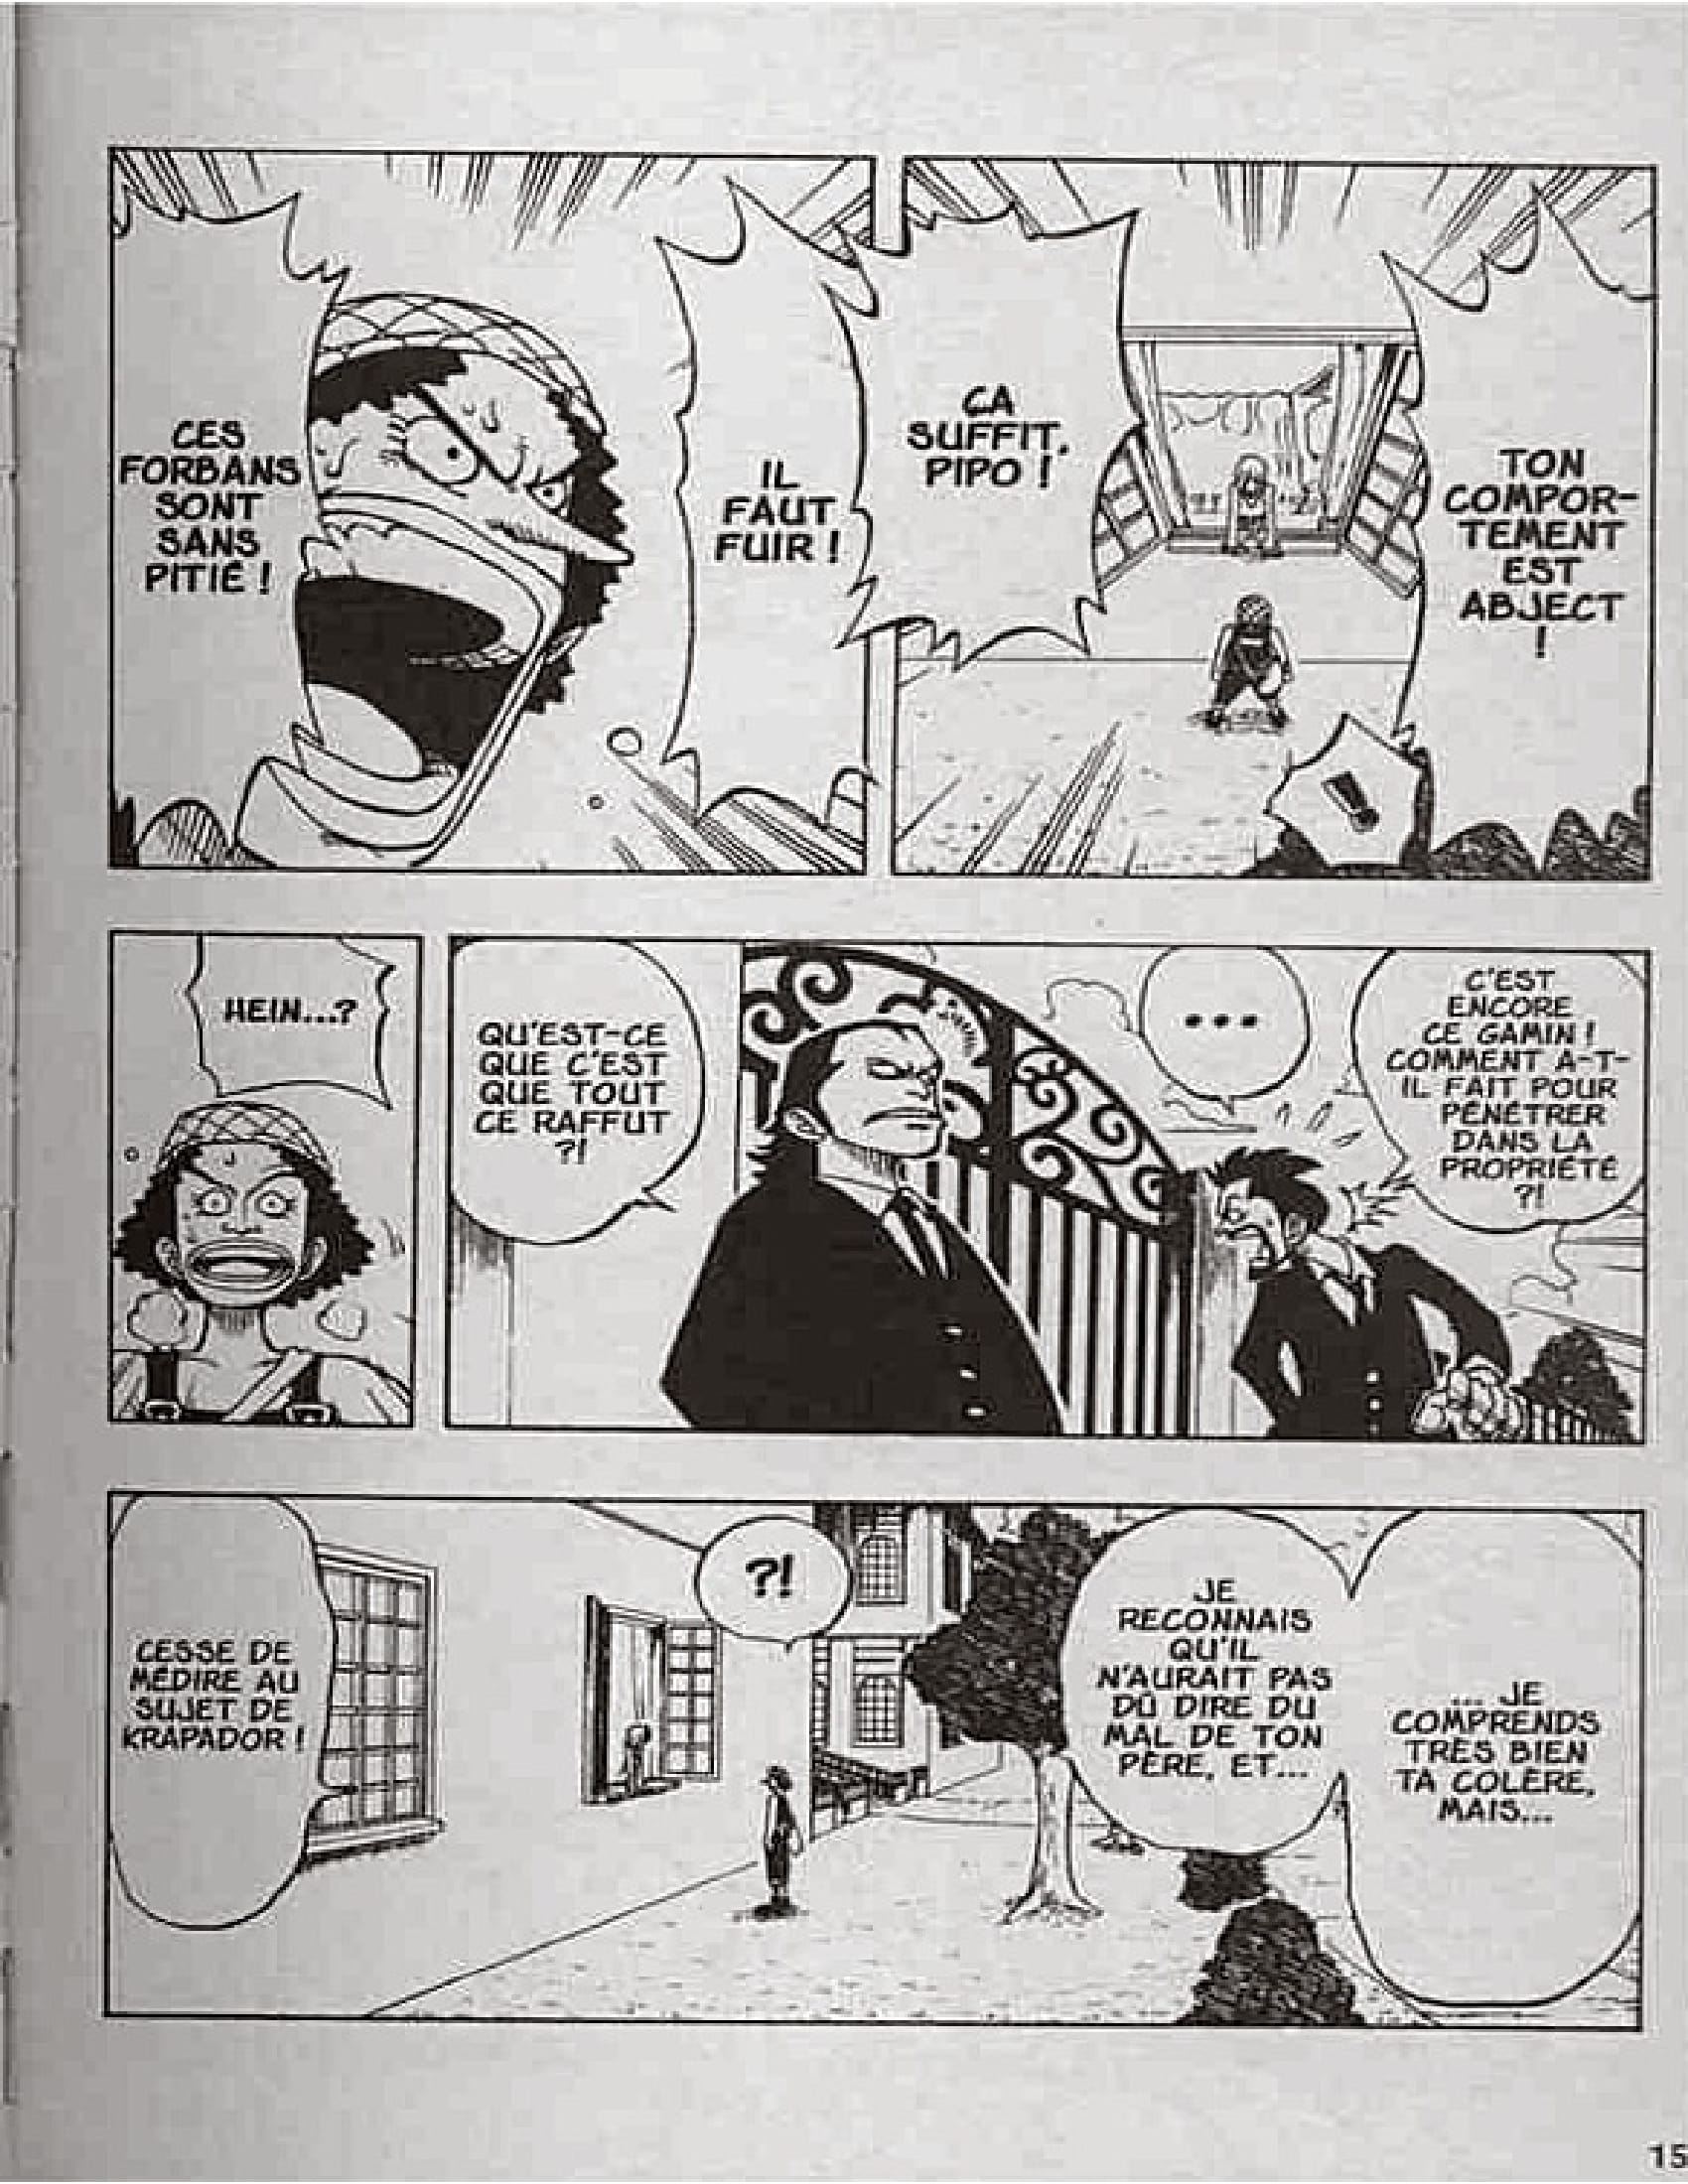 TON
COMPOR-
TEMENT
EST
ABJECT
!
CA
SUFFIT,
PIPO !
!
IL
FAUT
FUIR !
CES
FORBANS
SONT
SANS
PITIÉ !
C'EST
ENCORE
CE GAMIN !
COMMENT A-T-
IL FAIT POUR
PÉNÉTRER
DANS LA
PROPRIÉTÉ
?!
...
QU'EST-CE
QUE C'EST
QUE TOUT
CE RAFFUT
?!
HEIN...?
... JE
COMPRENDS
TRÈS BIEN
TA COLÈRE,
MAIS...
JE
RECONNAIS
QU'IL
N'AURAIT PAS
DÛ DIRE DU
MAL DE TON
PÈRE, ET...
?!
CESSE DE
MÉDIRE AU
SUJET DE
KRAPADOR !
15